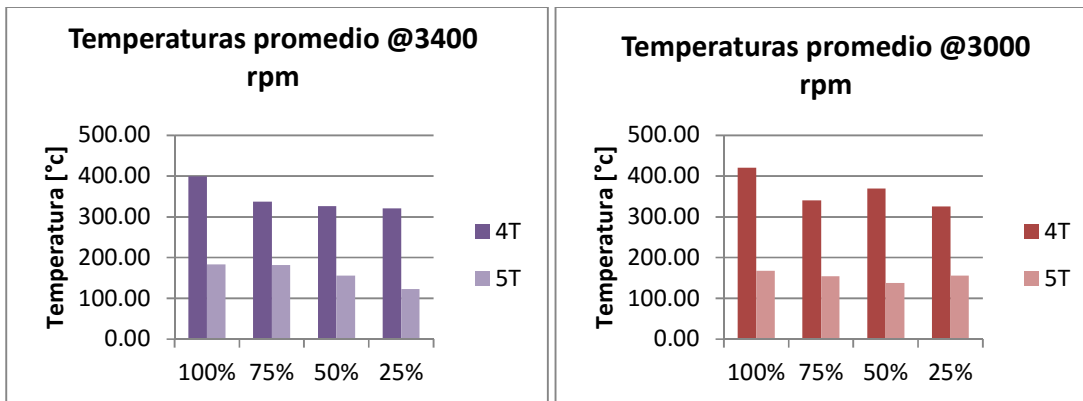 Temperaturas promedio @3400
rpm
Temperatura [°c]
500.00
400.00
300.00
200.00
100.00
0.00
100% 75% 50% 25%
4T
5T
Temperaturas promedio @3000
rpm
Temperatura [°c]
500.00
400.00
300.00
200.00
100.00
0.00
100% 75% 50% 25%
4T
5T